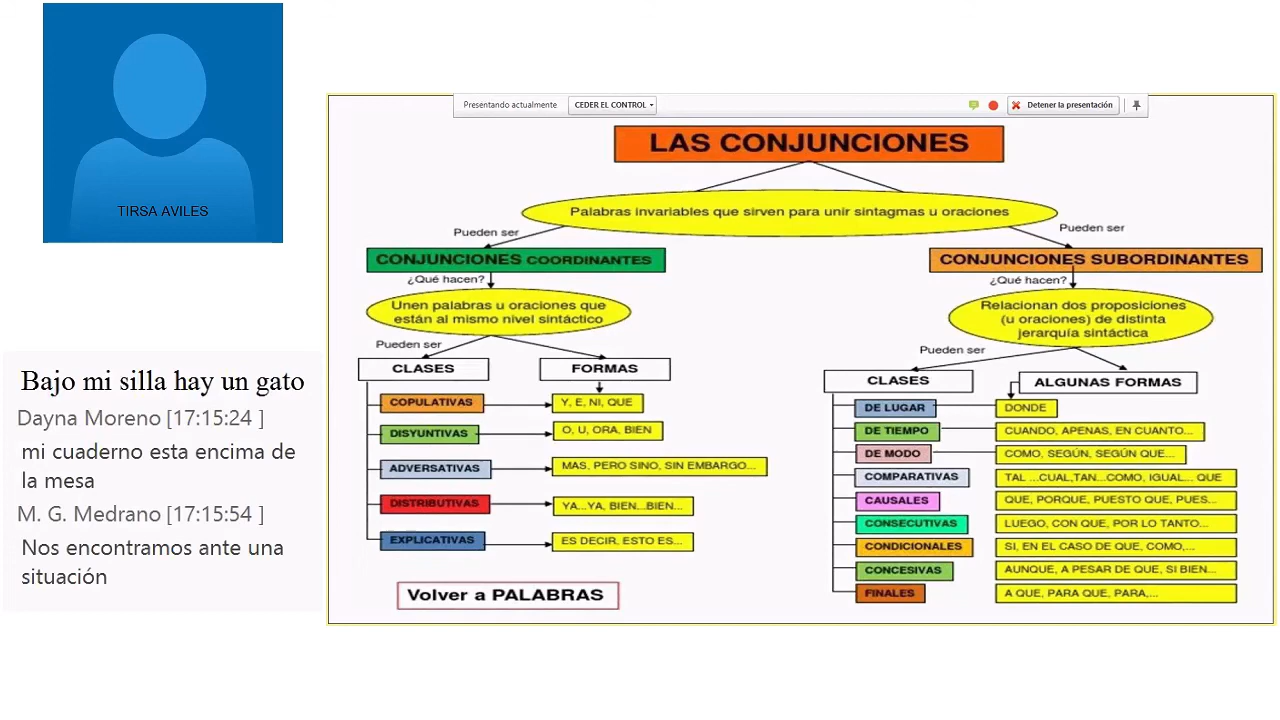 TIRSA AVILES
Bajo mi silla hay un gato
Dayna Moreno [17:15:24 ]
mi cuaderno esta encima de
la mesa
M. G. Medrano [17:15:54 ]
Nos encontramos ante una
situación
Presentando actualmente
CEDER EL CONTROL
Detener la presentación
LAS CONJUNCIONES
Palabras invariables que sirven para unir sintagmas u oraciones
Pueden ser
Pueden ser
CONJUNCIONES COORDINANTES
CONJUNCIONES SUBORDINANTES
¿Qué hacen?
¿Qué hacen?
Unen palabras u oraciones que
están al mismo nivel sintáctico
Relacionan dos proposiciones
(u oraciones) de distinta
jerarquía sintáctica
Pueden ser
Pueden ser
CLASES
FORMAS
COPULATIVAS
Y, E, NI, QUE
DISYUNTIVAS
O, U, ORA, BIEN
ADVERSATIVAS
MAS, PERO SINO, SIN EMBARGO...
DISTRIBUTIVAS
YA...YA, BIEN...BIEN...
EXPLICATIVAS
ES DECIR, ESTO ES...
Volver a PALABRAS
CLASES
ALGUNAS FORMAS
DE LUGAR
DONDE
DE TIEMPO
CUANDO, APENAS, EN CUANTO...
DE MODO
COMO, SEGÚN, SEGÚN QUE...
COMPARATIVAS
TAL ...CUAL,TAN...COMO, IGUAL... QUE
CAUSALES
QUE, PORQUE, PUESTO QUE, PUES...
CONSECUTIVAS
LUEGO, CON QUE, POR LO TANTO...
CONDICIONALES
SI, EN EL CASO DE QUE, COMO,...
CONCESIVAS
AUNQUE, A PESAR DE QUE, SI BIEN...
FINALES
A QUE, PARA QUE, PARA,...